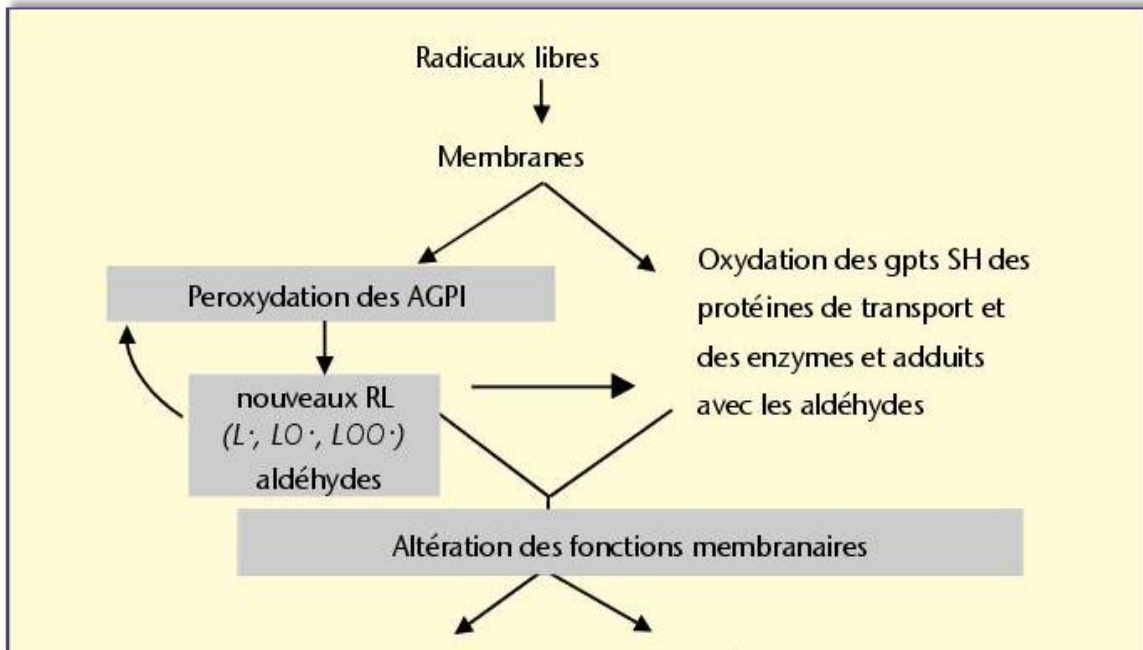 Radicaux libres
Membranes
Peroxydation des AGPI
Oxydation des gpts SH des
protéines de transport et
des enzymes et adduits
avec les aldéhydes
nouveaux RL
(L·, LO·, LOO·)
aldéhydes
Altération des fonctions membranaires